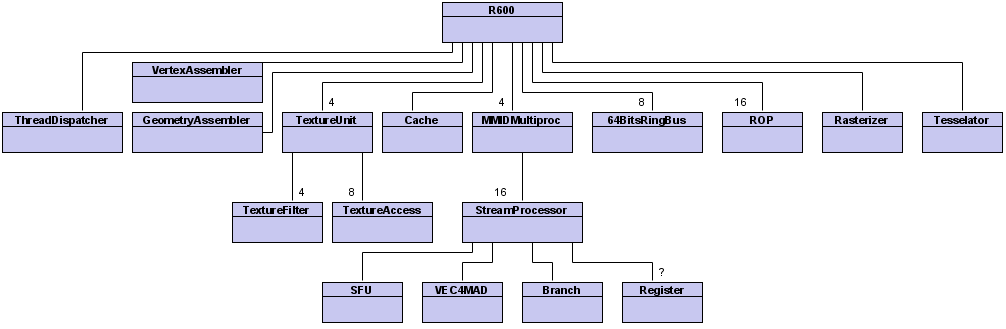 R600
VertexAssembler
4
4
8
16
ThreadDispatcher
GeometryAssembler
TextureUnit
Cache
MMIDMultiproc
64BitsRingBus
ROP
Rasterizer
Tesselator
4
8
16
TextureFilter
TextureAccess
StreamProcessor
?
SFU
VEC4MAD
Branch
Register